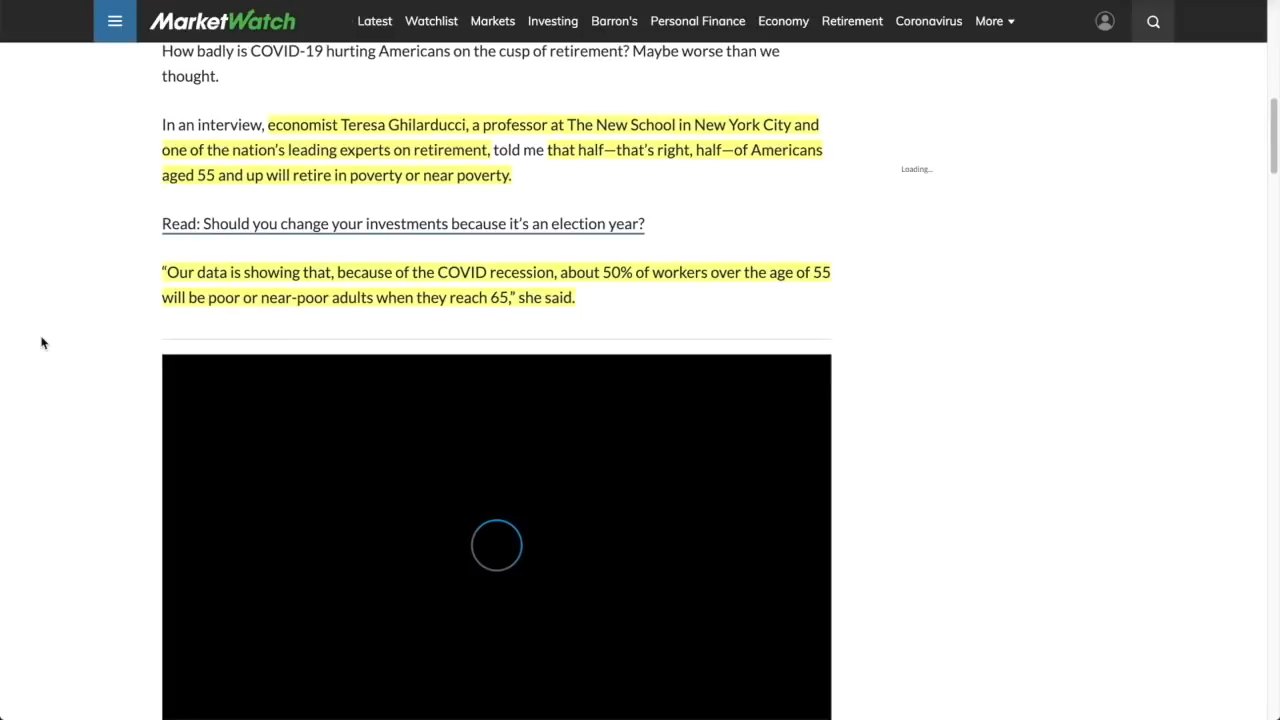 MarketWatch Latest Watchlist Markets Investing Barron's Personal Finance Economy Retirement Coronavirus More
How badly is COVID-19 hurting Americans on the cusp of retirement? Maybe worse than we
thought.
In an interview, economist Teresa Ghilarducci, a professor at The New School in New York City and
one of the nation’s leading experts on retirement, told me that half—that’s right, half—of Americans
aged 55 and up will retire in poverty or near poverty.
Loading...
Read: Should you change your investments because it’s an election year?
“Our data is showing that, because of the COVID recession, about 50% of workers over the age of 55
will be poor or near-poor adults when they reach 65,” she said.